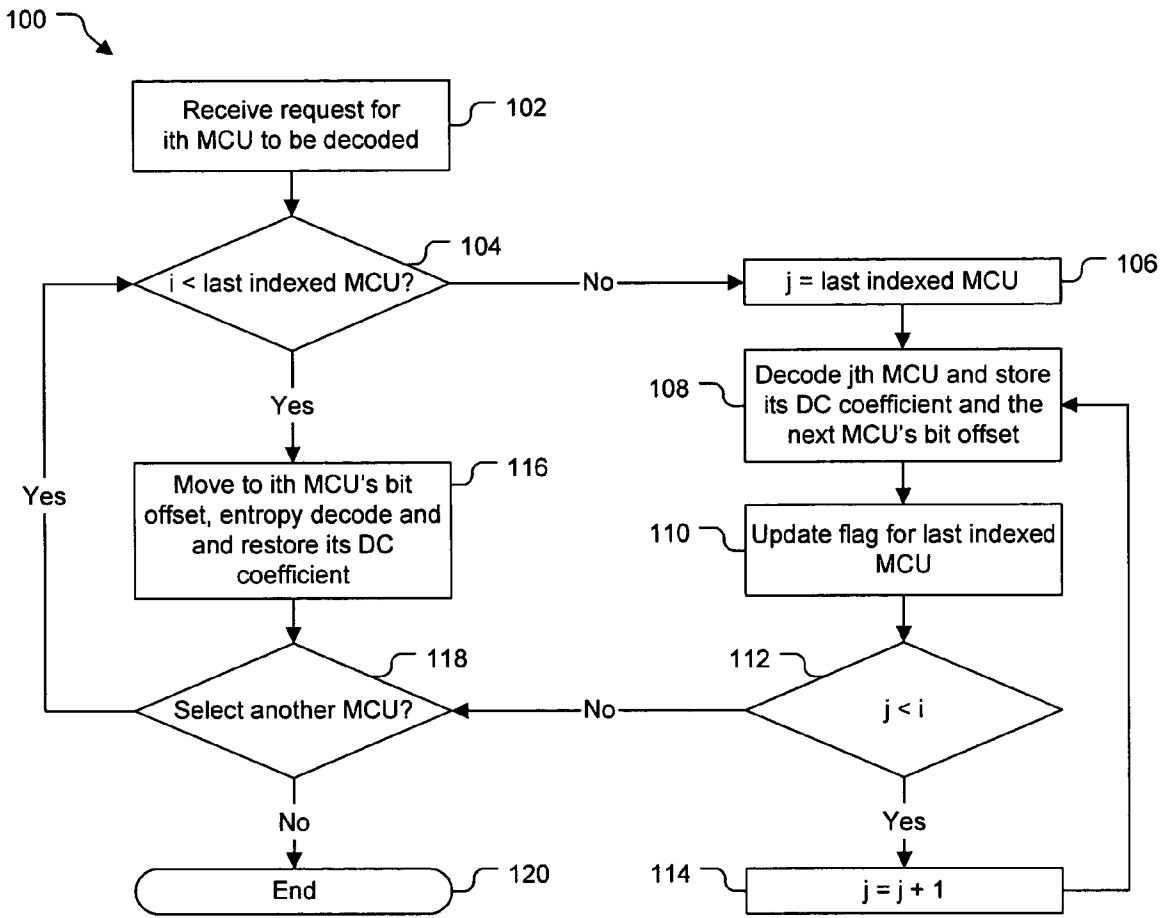 100
Receive request for
ith MCU to be decoded
102
i < last indexed MCU?
104
No
j = last indexed MCU
106
Yes
Decode jth MCU and store
its DC coefficient and the
next MCU's bit offset
108
Move to ith MCU's bit
offset, entropy decode and
and restore its DC
coefficient
116
Yes
Update flag for last indexed
MCU
110
Select another MCU?
118
No
j < i
112
No
Yes
End
120
j = j + 1
114